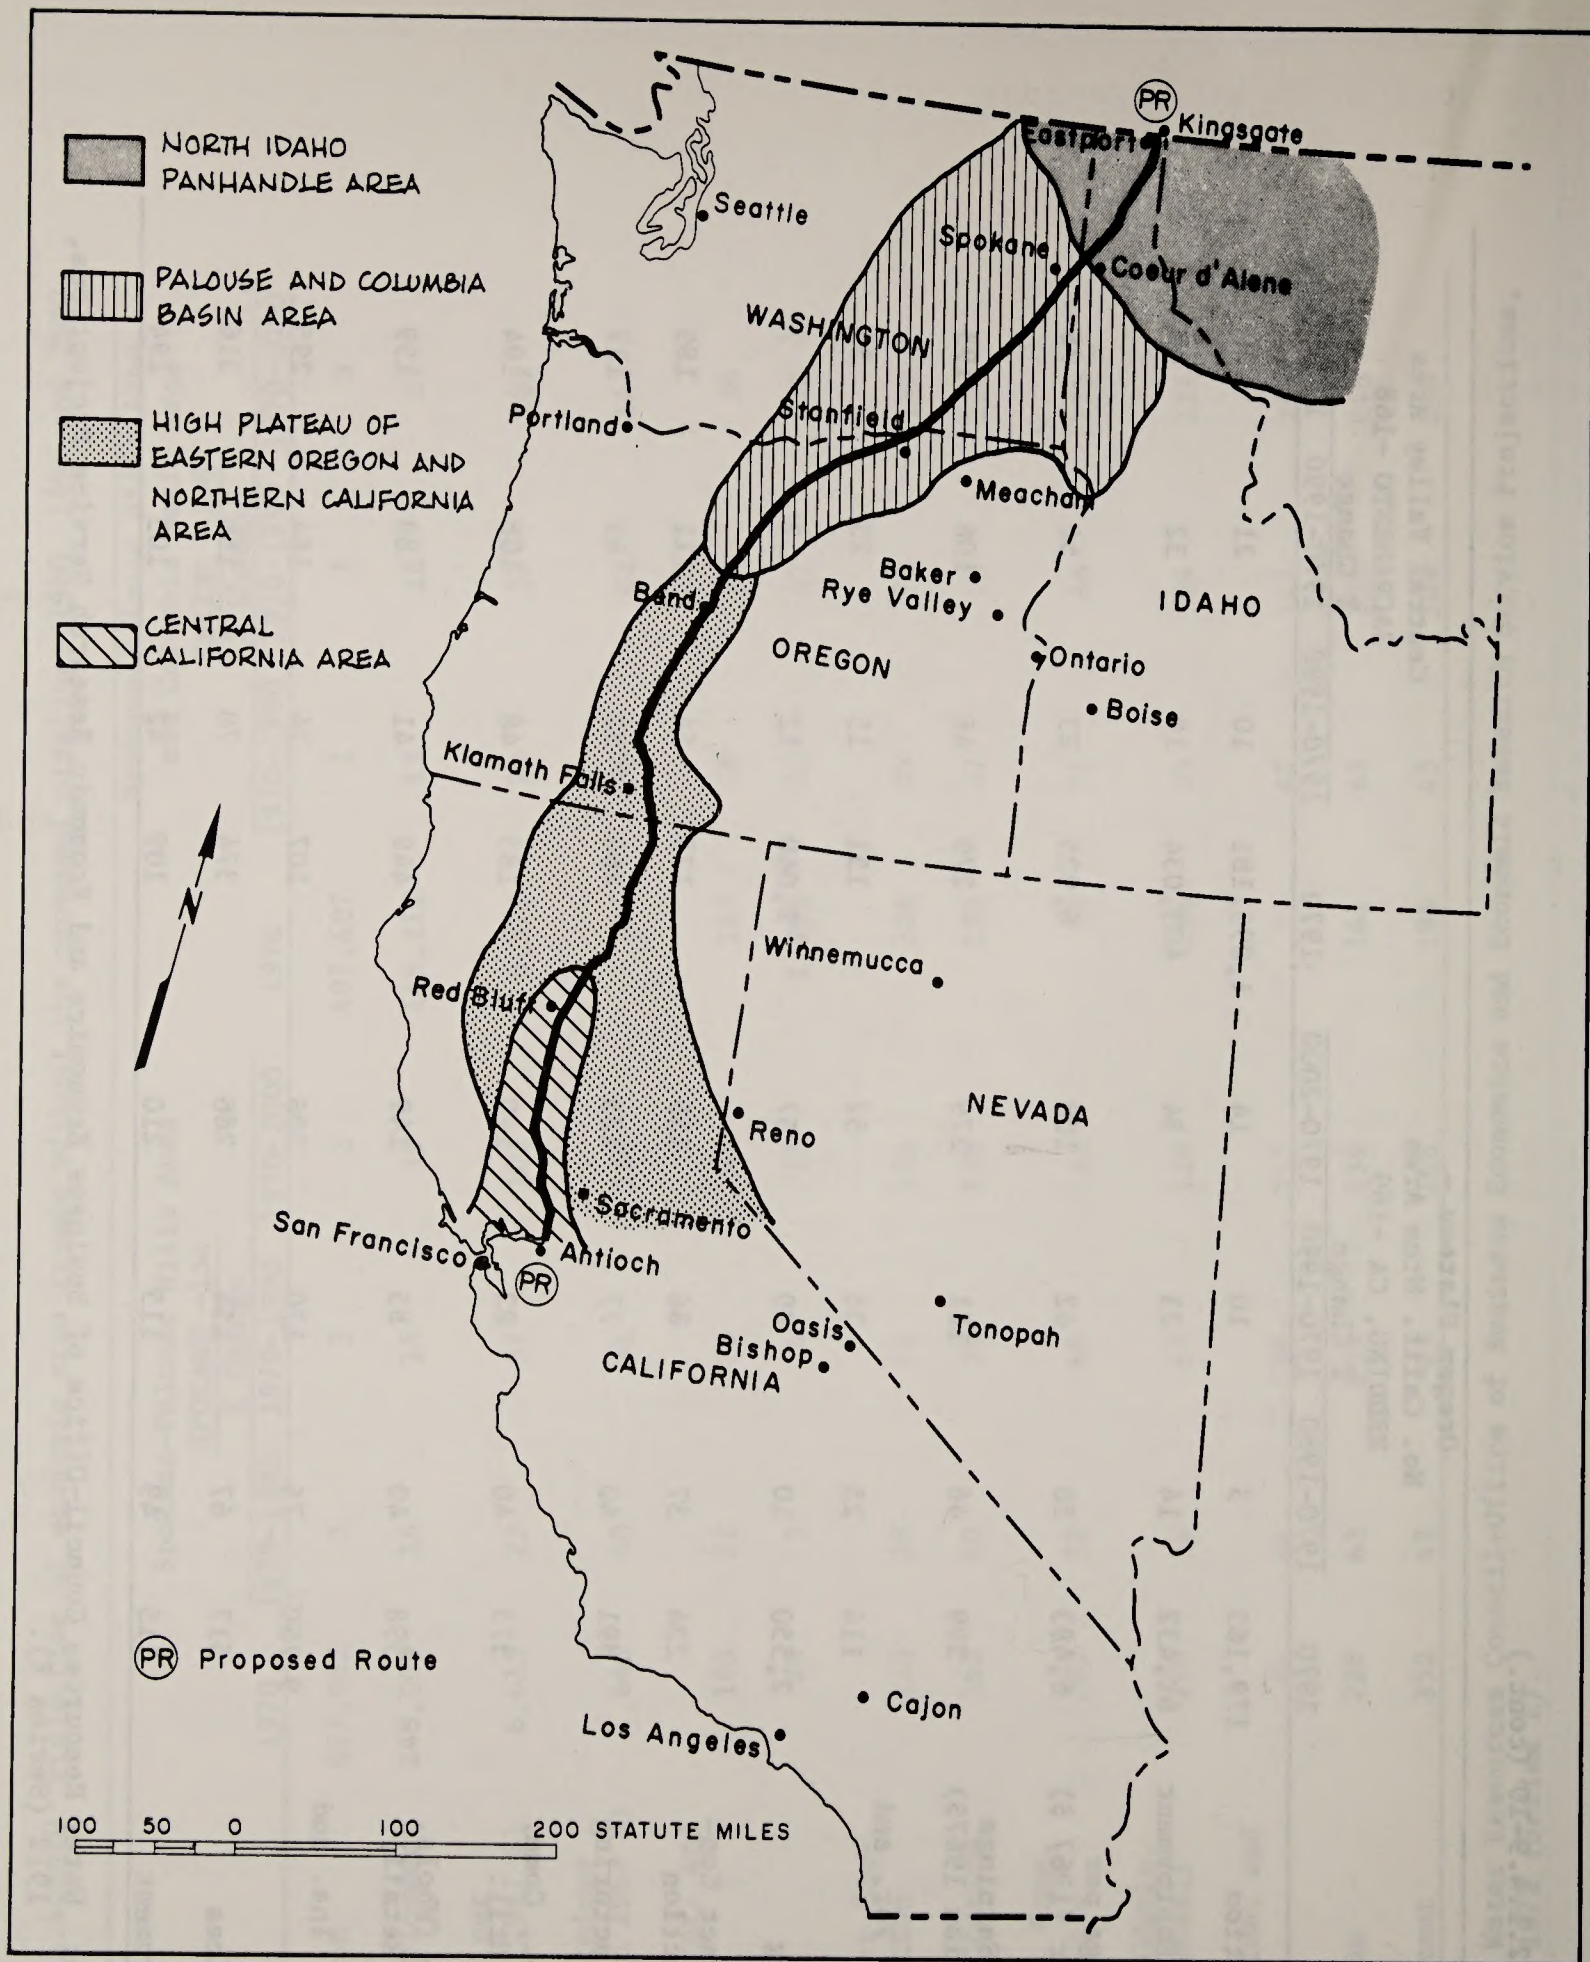 NORTH IDAHO
PANHANDLE AREA
PALOUSE AND COLUMBIA
BASIN AREA
HIGH PLATEAU OF
EASTERN OREGON AND
NORTHERN CALIFORNIA
AREA
CENTRAL
CALIFORNIA AREA
PR
Kingsgate
Eastport
Seattle
Spokane
Coeur d'Alene
WASHINGTON
Stanfield
Portland
Meacham
Baker
Rye Valley
Bend
IDAHO
OREGON
Ontario
Boise
Klamath Falls
N
Winnemucca
Red Bluff
NEVADA
Reno
Sacramento
San Francisco
Antioch
PR
Oasis
Bishop
Tonopah
CALIFORNIA
PR Proposed Route
Cajon
Los Angeles
100 50 0 100 200 STATUTE MILES